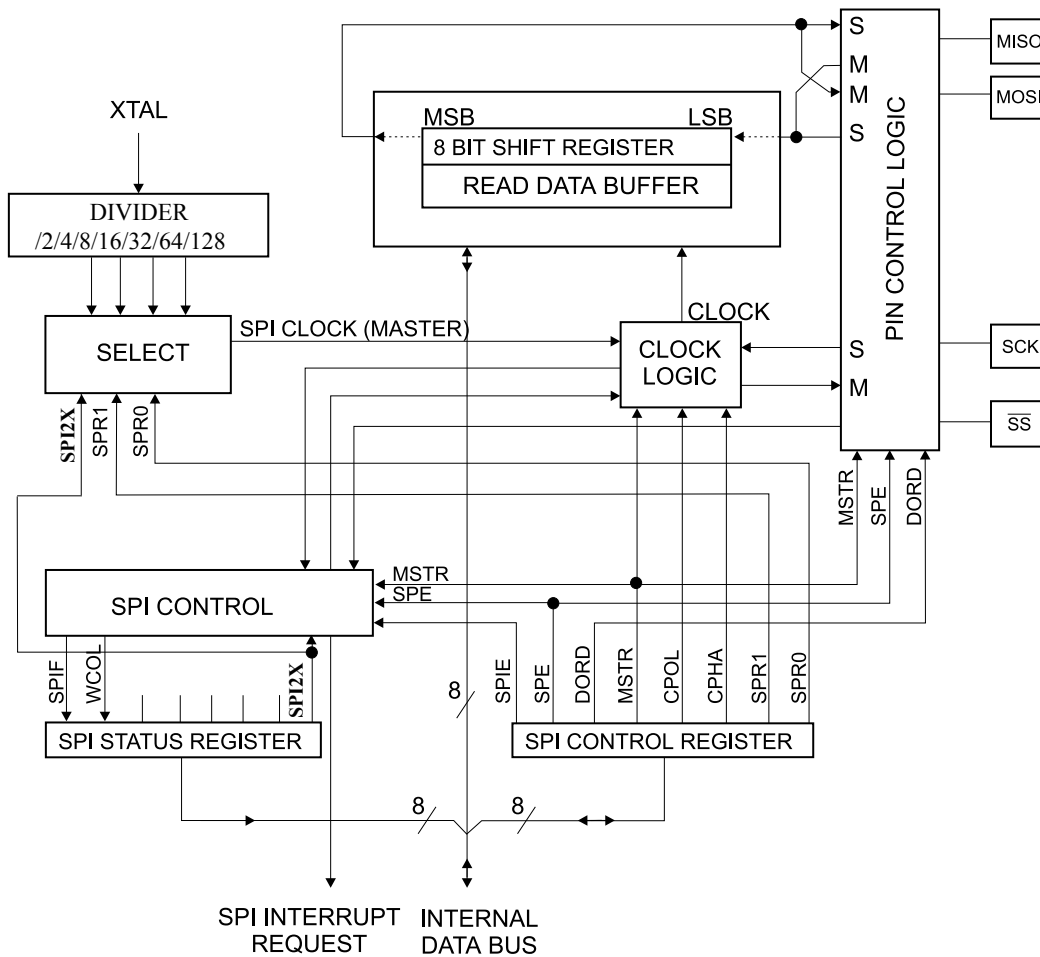 S
MISO
M
XTAL
M
MOSI
MSB
LSB
S
8 BIT SHIFT REGISTER
READ DATA BUFFER
PIN CONTROL LOGIC
DIVIDER
/2/4/8/16/32/64/128
SPI CLOCK (MASTER)
CLOCK
SELECT
CLOCK
LOGIC
S
M
SCK
SS
SPI2X
SPR1
SPR0
MSTR
SPE
DORD
MSTR
SPE
SPI CONTROL
SPIF
WCOL
SPI2X
SPIE
SPE
DORD
MSTR
CPOL
CPHA
SPR1
SPR0
8
SPI STATUS REGISTER
SPI CONTROL REGISTER
8
8
SPI INTERRUPT
REQUEST
INTERNAL
DATA BUS